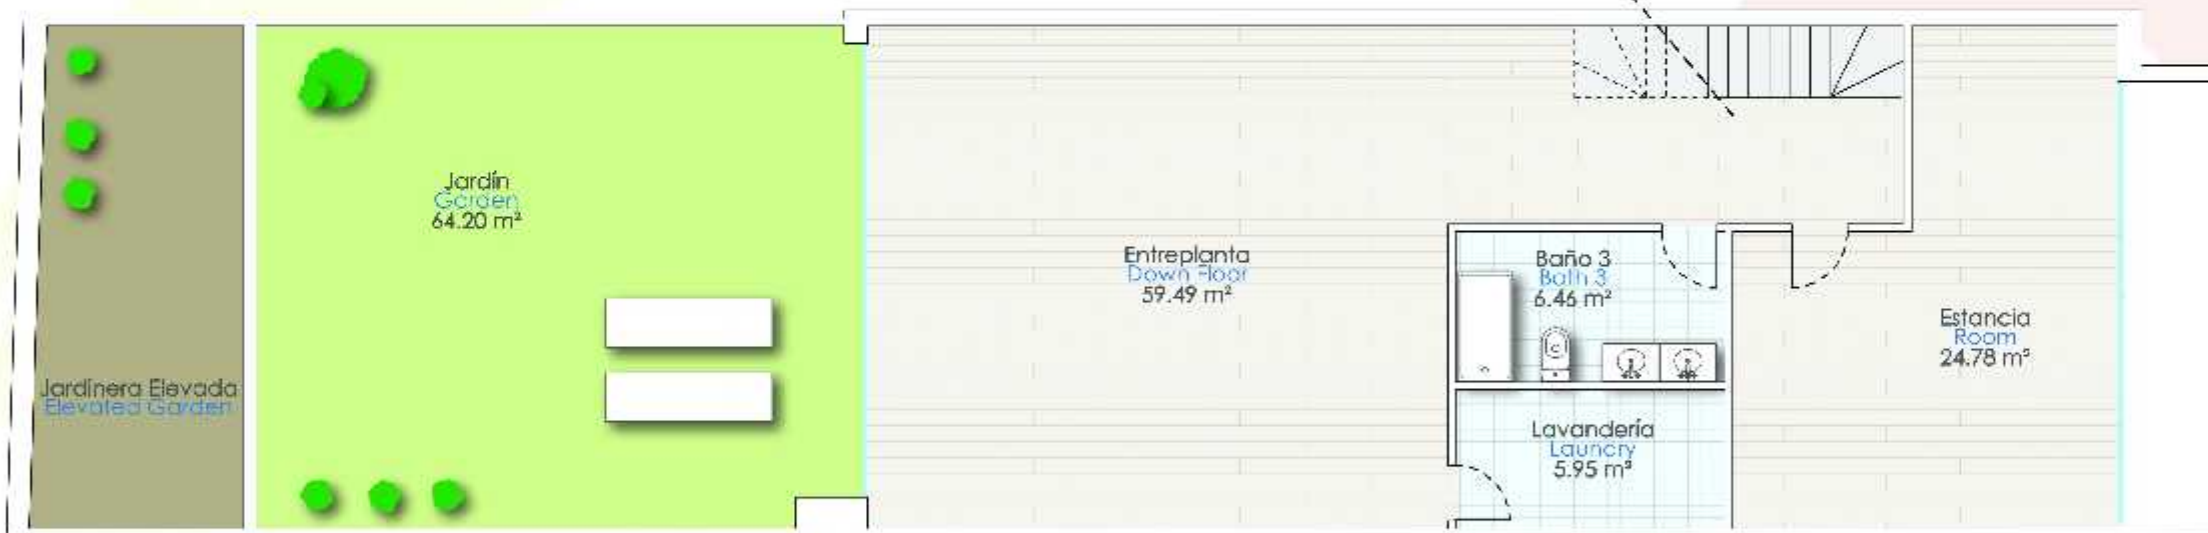 Jardín
Garden
64.20 m²
Entreplanta
Down Floor
59.49 m²
Baño 3
Bath 3
6.46 m²
Estancia
Room
24.78 m²
Jardinera Elevada
Elevated Garden
Lavandería
Laundry
5.95 m²